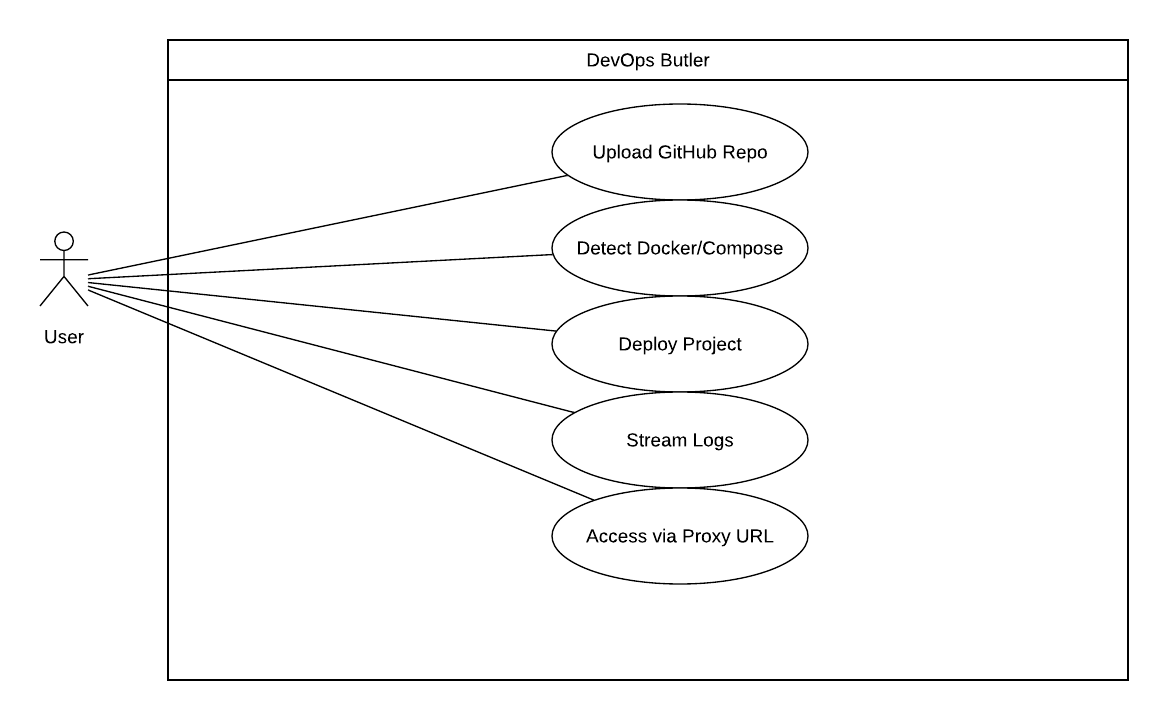 DevOps Butler
Upload GitHub Repo
Detect Docker/Compose
Deploy Project
User
Stream Logs
Access via Proxy URL